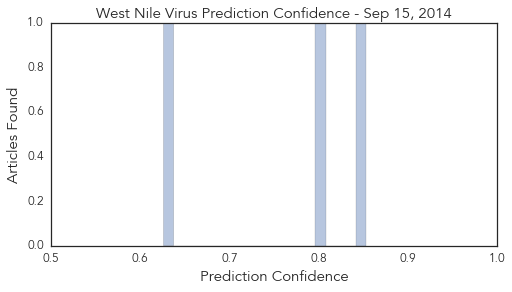 West Nile Virus Prediction Confidence - Sep 15, 2014
1.0
0.8
0.6
0.4
0.2
0.0
Articles Found
0.5 0.6 0.7 0.8 0.9 1.0
Prediction Confidence